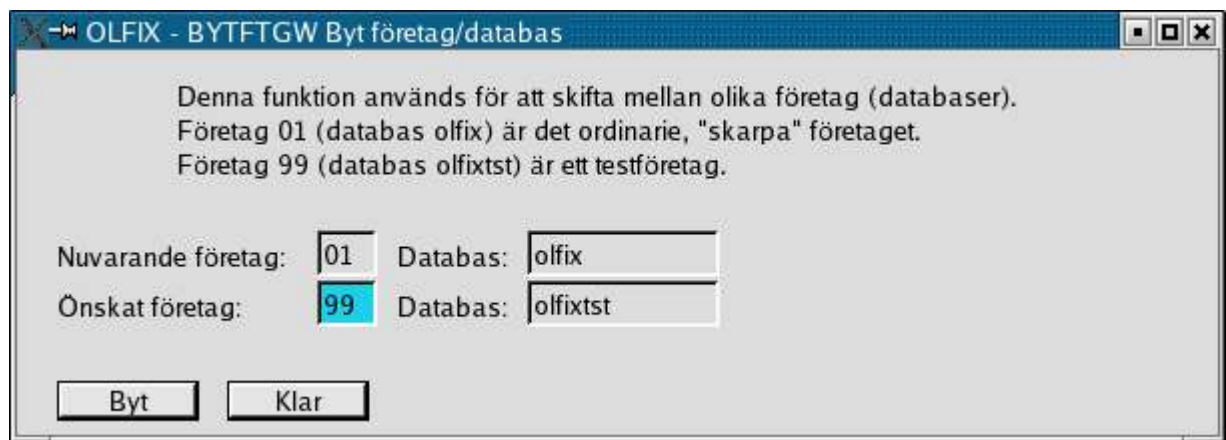 OLFIX - BYTFTGW Byt företag/databas
Denna funktion används för att skifta mellan olika företag (databaser).
Företag 01 (databas olfix) är det ordinarie, "skarpa" företaget.
Företag 99 (databas olfixtst) är ett testföretag.
Nuvarande företag: 01 Databas: olfix
Önskat företag: 99 Databas: olfixtst
Byt Klar